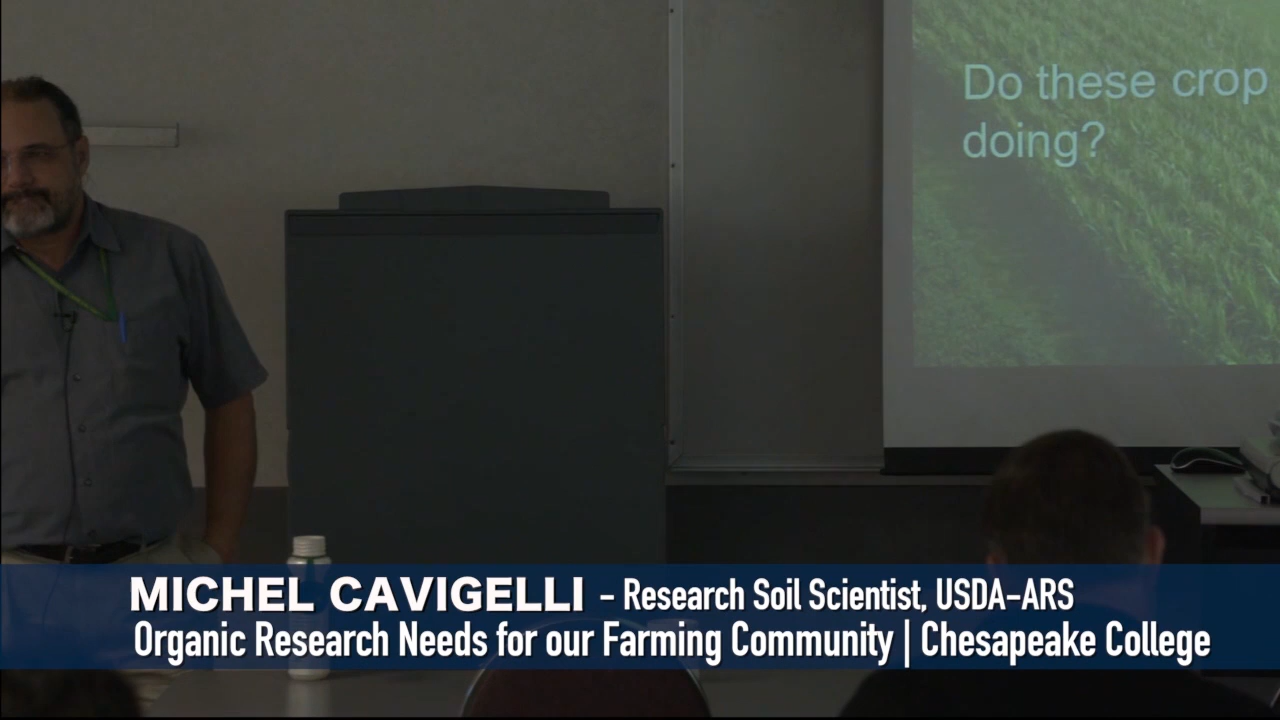 Do these crop
doing?
MICHEL CAVIGELLI - Research Soil Scientist, USDA-ARS
Organic Research Needs for our Farming Community | Chesapeake College